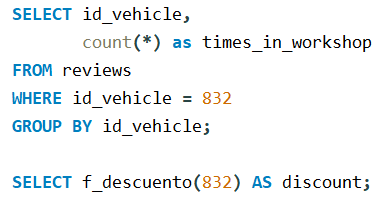 SELECT id_vehicle,
count(*) as times_in_workshop
FROM reviews
WHERE id_vehicle = 832
GROUP BY id_vehicle;
SELECT f_descuento(832) AS discount;